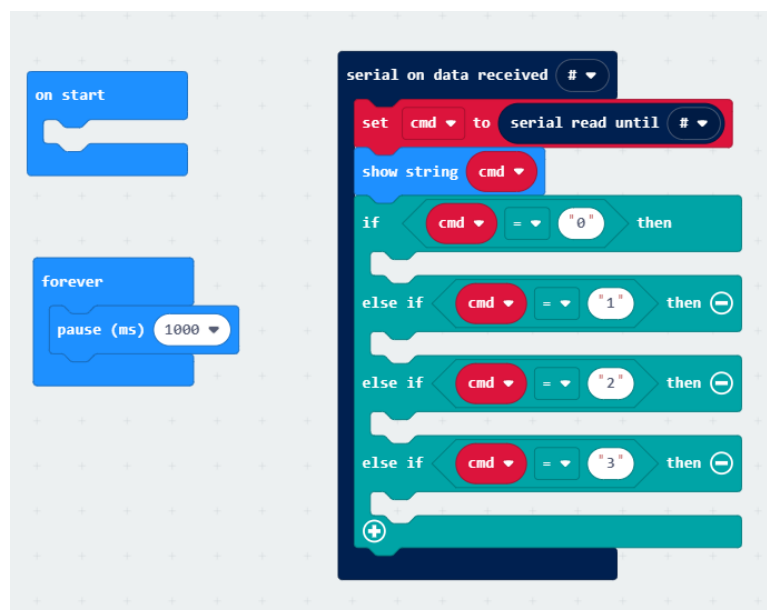 on start
forever
pause (ms) 1000
serial on data received #
set cmd to serial read until #
show string cmd
if cmd = "0" then
else if cmd = "1" then
else if cmd = "2" then
else if cmd = "3" then